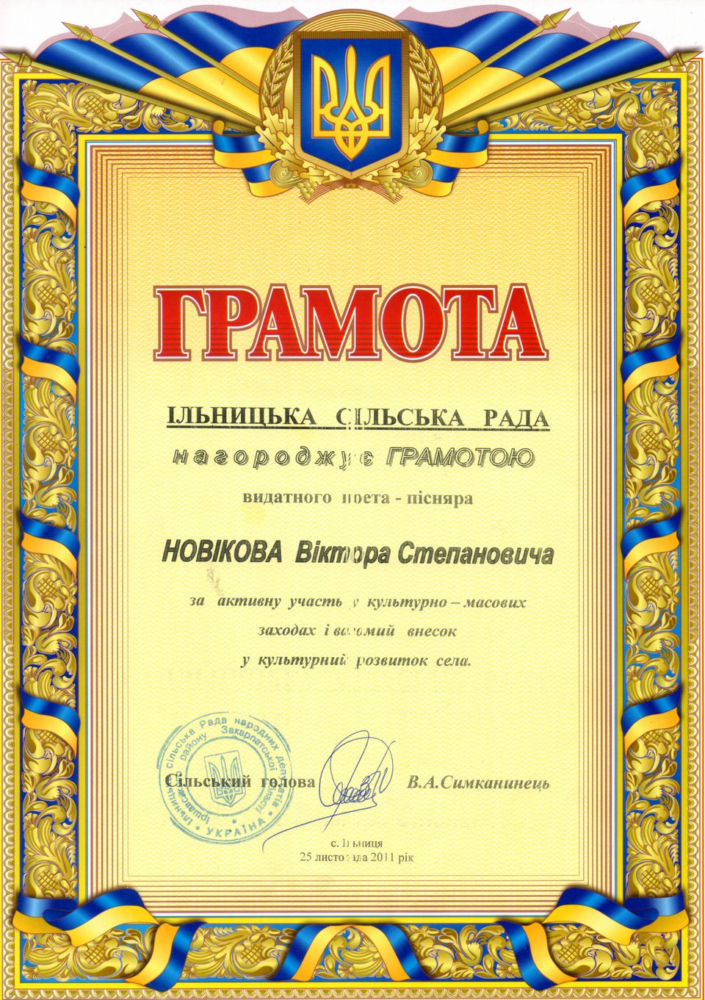 ГРАМОТА
ІЛЬНИЦЬКА СІЛЬСЬКА РАДА
нагороджує ГРАМОТОЮ
видатного поета - пісняра
НОВІКОВА Віктора Степановича
за активну участь у культурно – масових
заходах і вагомий внесок
у культурний розвиток села.
Сільський голова
В.А.Симканинець
Ільницька сільська Рада народних депутатів
Іршавського району Закарпатської області
УКРАЇНА
с. Ільниця
25 листопада 2011 рік